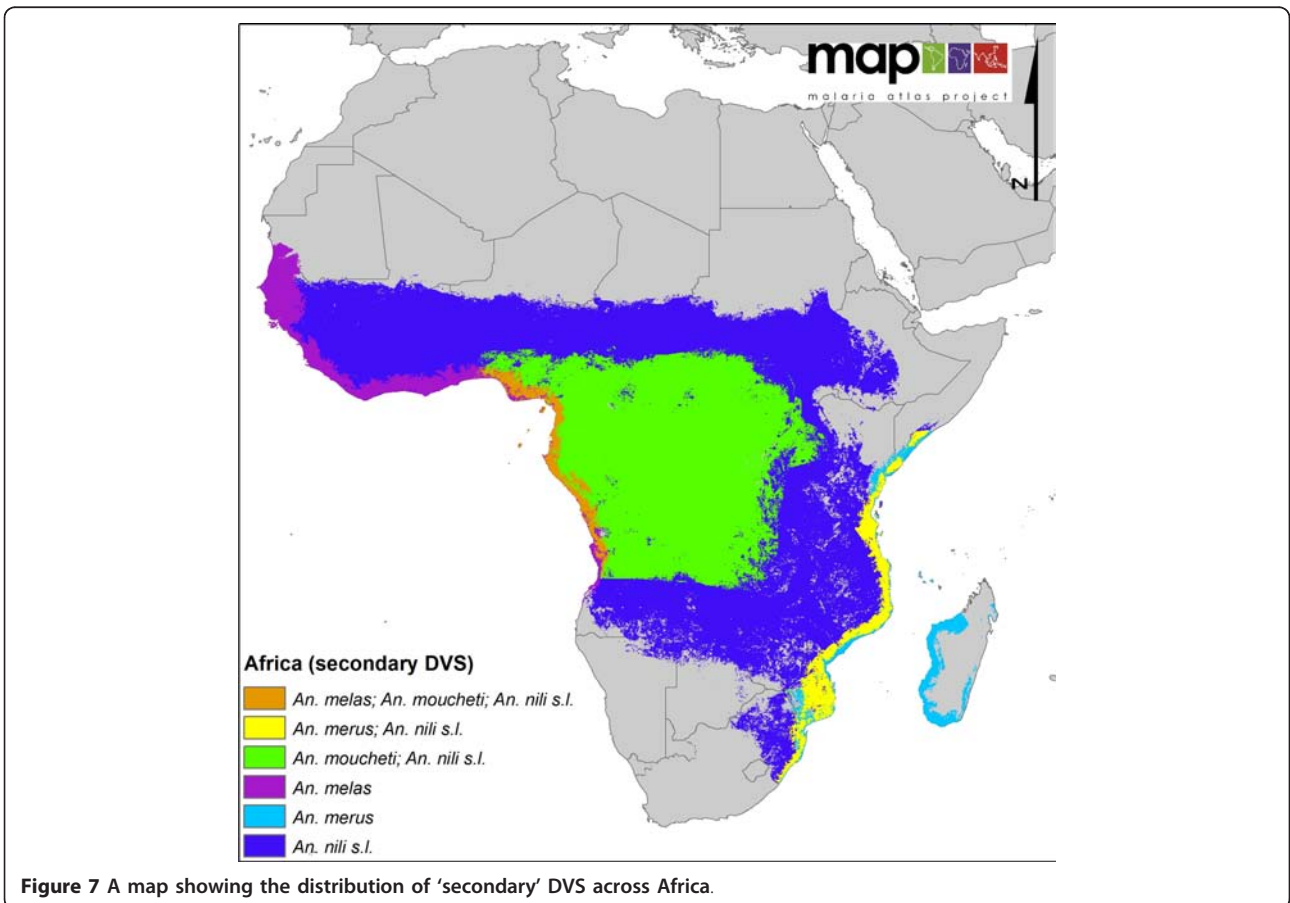 map
malaria atlas project
N
Africa (secondary DVS)
An. melas; An. moucheti; An. nili s.l.
An. merus; An. nili s.l.
An. moucheti; An. nili s.l.
An. melas
An. merus
An. nili s.l.
Figure 7 A map showing the distribution of ‘secondary’ DVS across Africa.